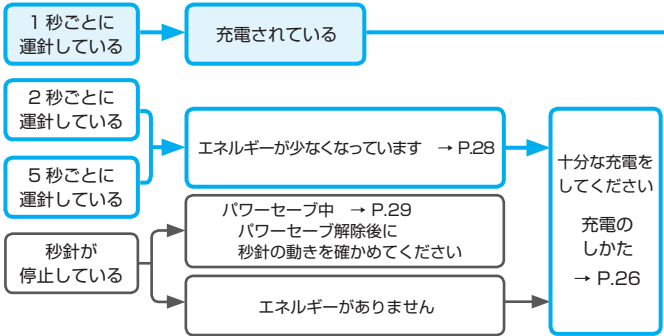 1 秒ごとに
運針している
充電されている
2 秒ごとに
運針している
5 秒ごとに
運針している
エネルギーが少なくなっています → P.28
秒針が
停止している
パワーセーブ中 → P.29
パワーセーブ解除後に
秒針の動きを確かめてください
エネルギーがありません
十分な充電を
してください
充電の
しかた
→ P.26